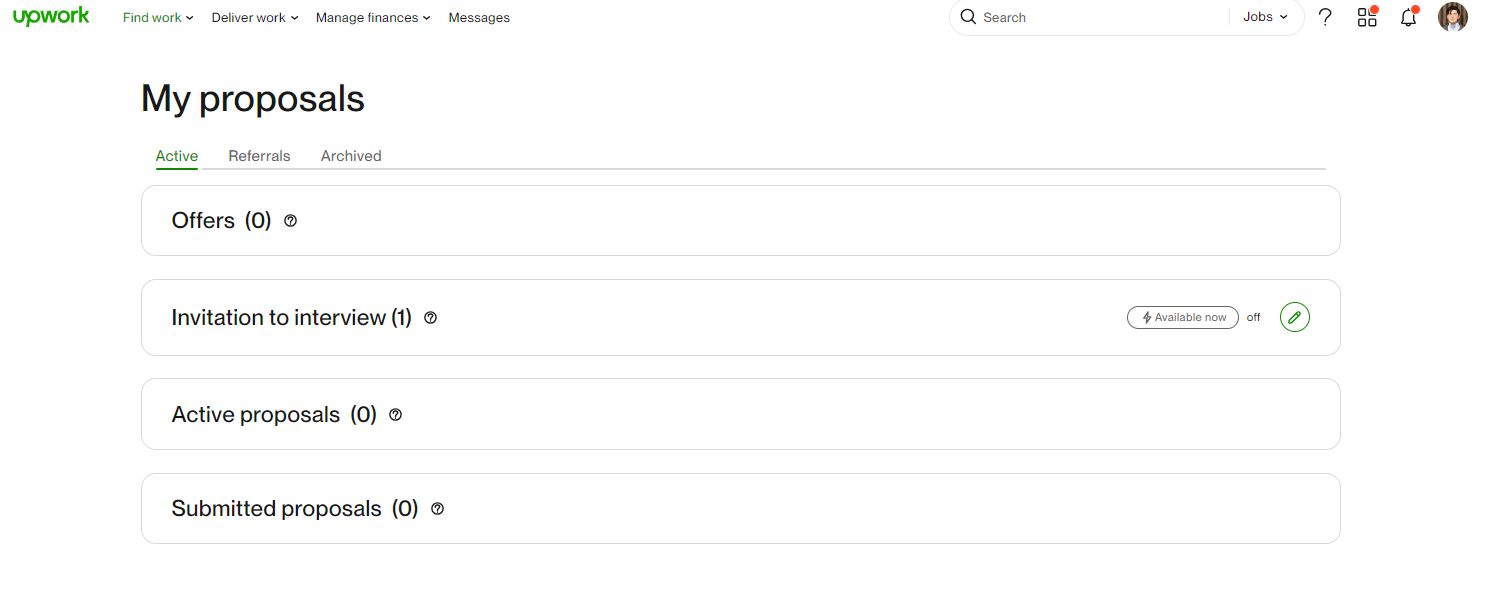 upwork Find work Deliver work Manage finances Messages Search Jobs
My proposals
Active Referrals Archived
Offers (0)
Invitation to interview (1) Available now off
Active proposals (0)
Submitted proposals (0)